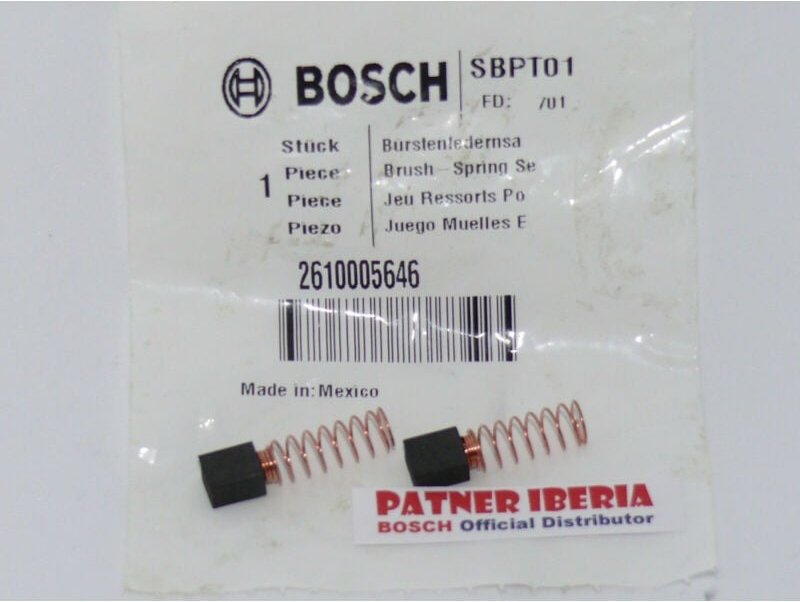 BOSCH
SBPT01
FD: /01
1
Stück Burstenfedernsa
Piece Brush-Spring Se
Piece Jeu Ressorts Po
Piezo Juego Muelles E
2610005646
Made in: Mexico
PATNER IBERIA
BOSCH Official Distributor